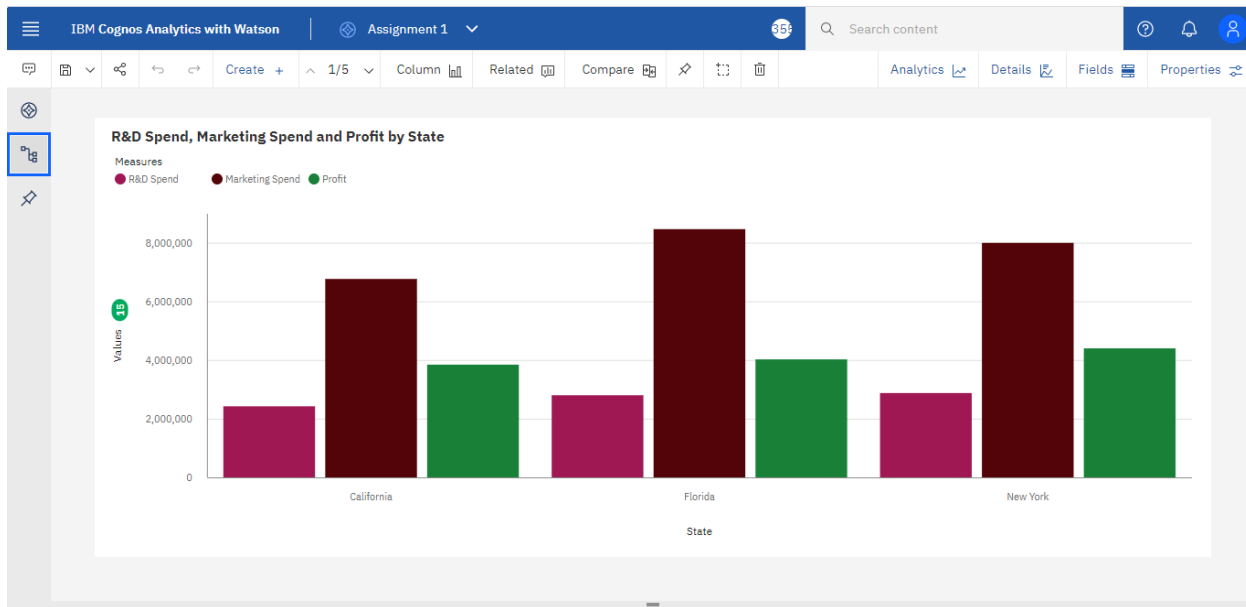 IBM Cognos Analytics with Watson
Assignment 1
Search content
Create +
1/5
Column
Related
Compare
Analytics
Details
Fields
Properties
R&D Spend, Marketing Spend and Profit by State
Measures
R&D Spend
Marketing Spend
Profit
8,000,000
6,000,000
4,000,000
2,000,000
0
Values
15
California
Florida
New York
State